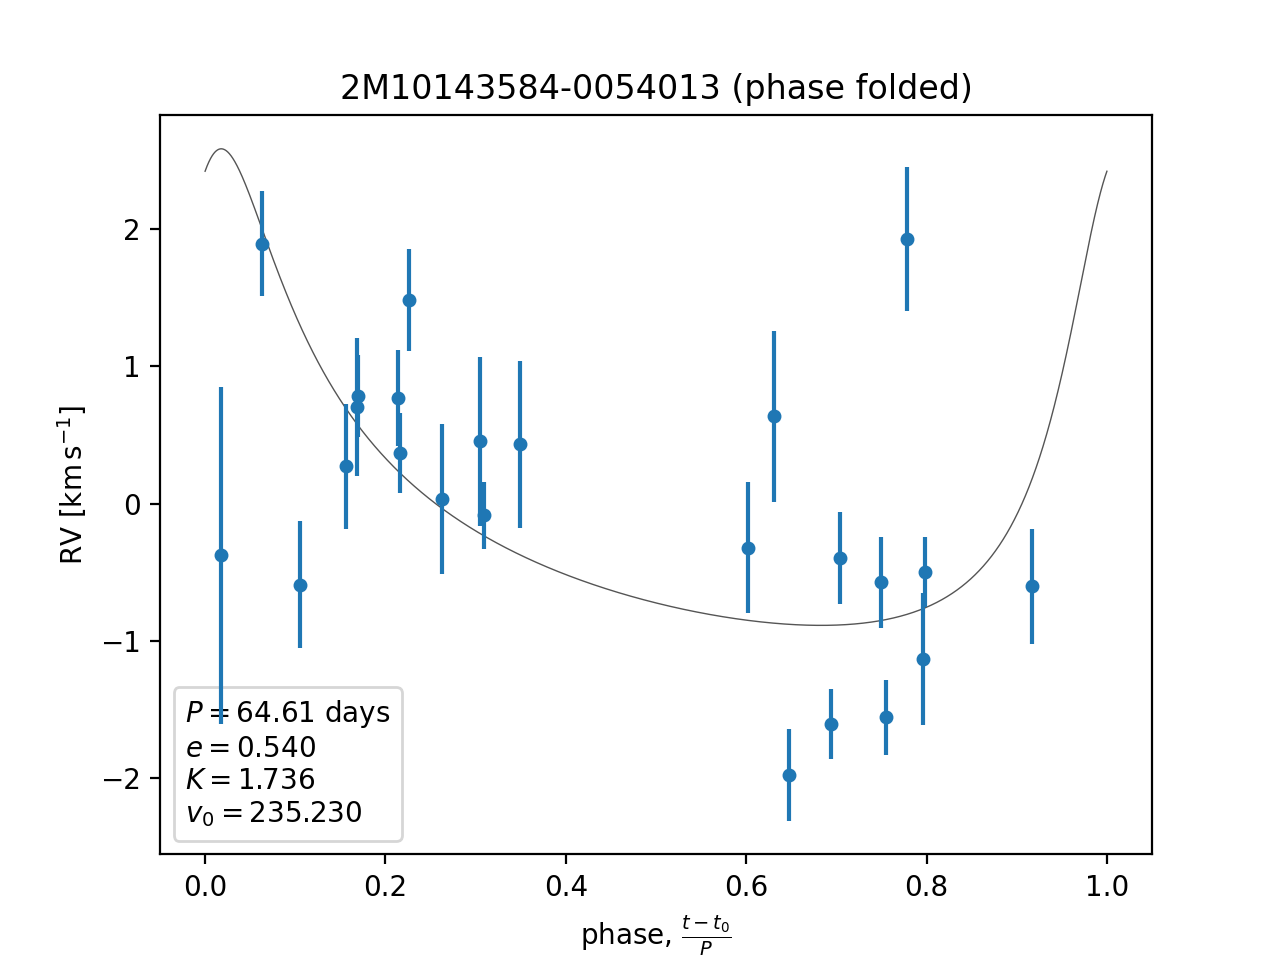 2M10143584-0054013 (phase folded)
RV [km s⁻¹]
2
1
0
−1
−2
P = 64.61 days
e = 0.540
K = 1.736
v₀ = 235.230
0.0 0.2 0.4 0.6 0.8 1.0
phase, (t − t₀)/P